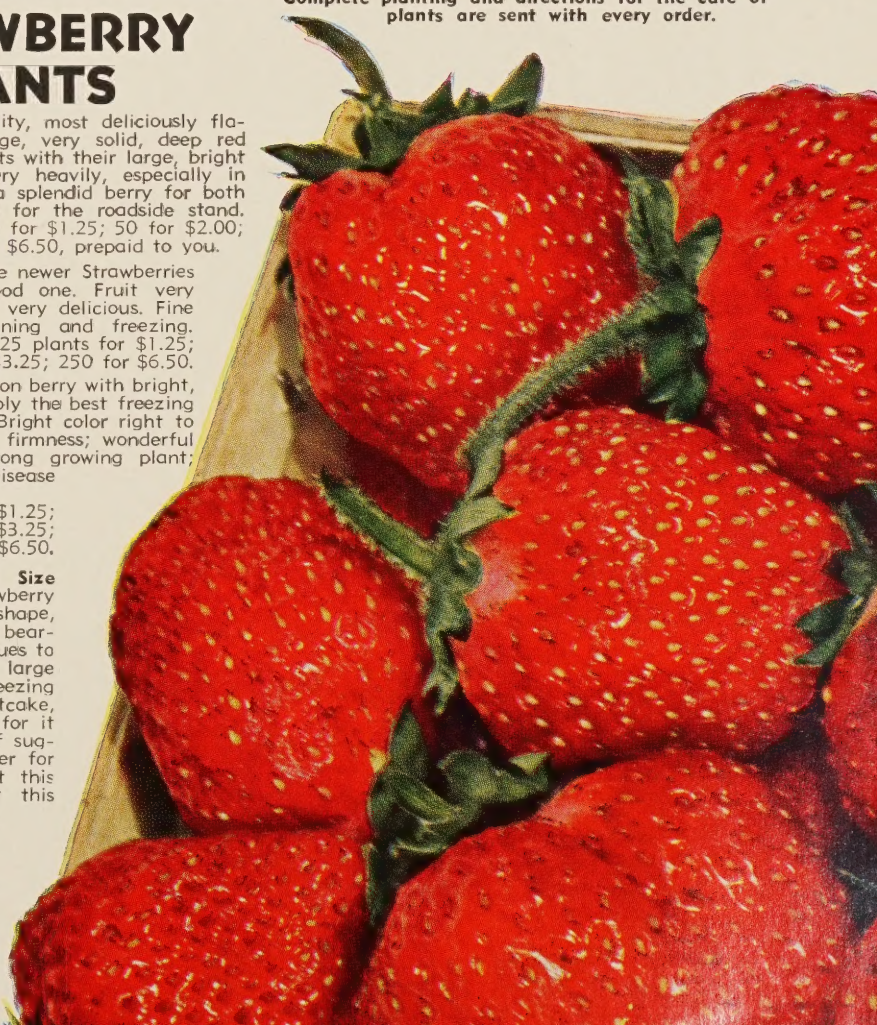 Complete planting and directions for the care of
plants are sent with every order.
WBERRY
ANTS
ity, most deliciously fla-
ge, very solid, deep red
ts with their large, bright
ry heavily, especially in
a splendid berry for both
for the roadside stand.
for $1.25; 50 for $2.00;
$6.50, prepaid to you.
e newer Strawberries
ood one. Fruit very
very delicious. Fine
ning and freezing.
25 plants for $1.25;
$3.25; 250 for $6.50.
on berry with bright,
bly the best freezing
Bright color right to
firmness; wonderful
ong growing plant;
isease
$1.25;
$3.25;
$6.50.
Size
wberry
shape,
bear-
ues to
large
eezing
tcake,
for it
f sug-
er for
t this
this